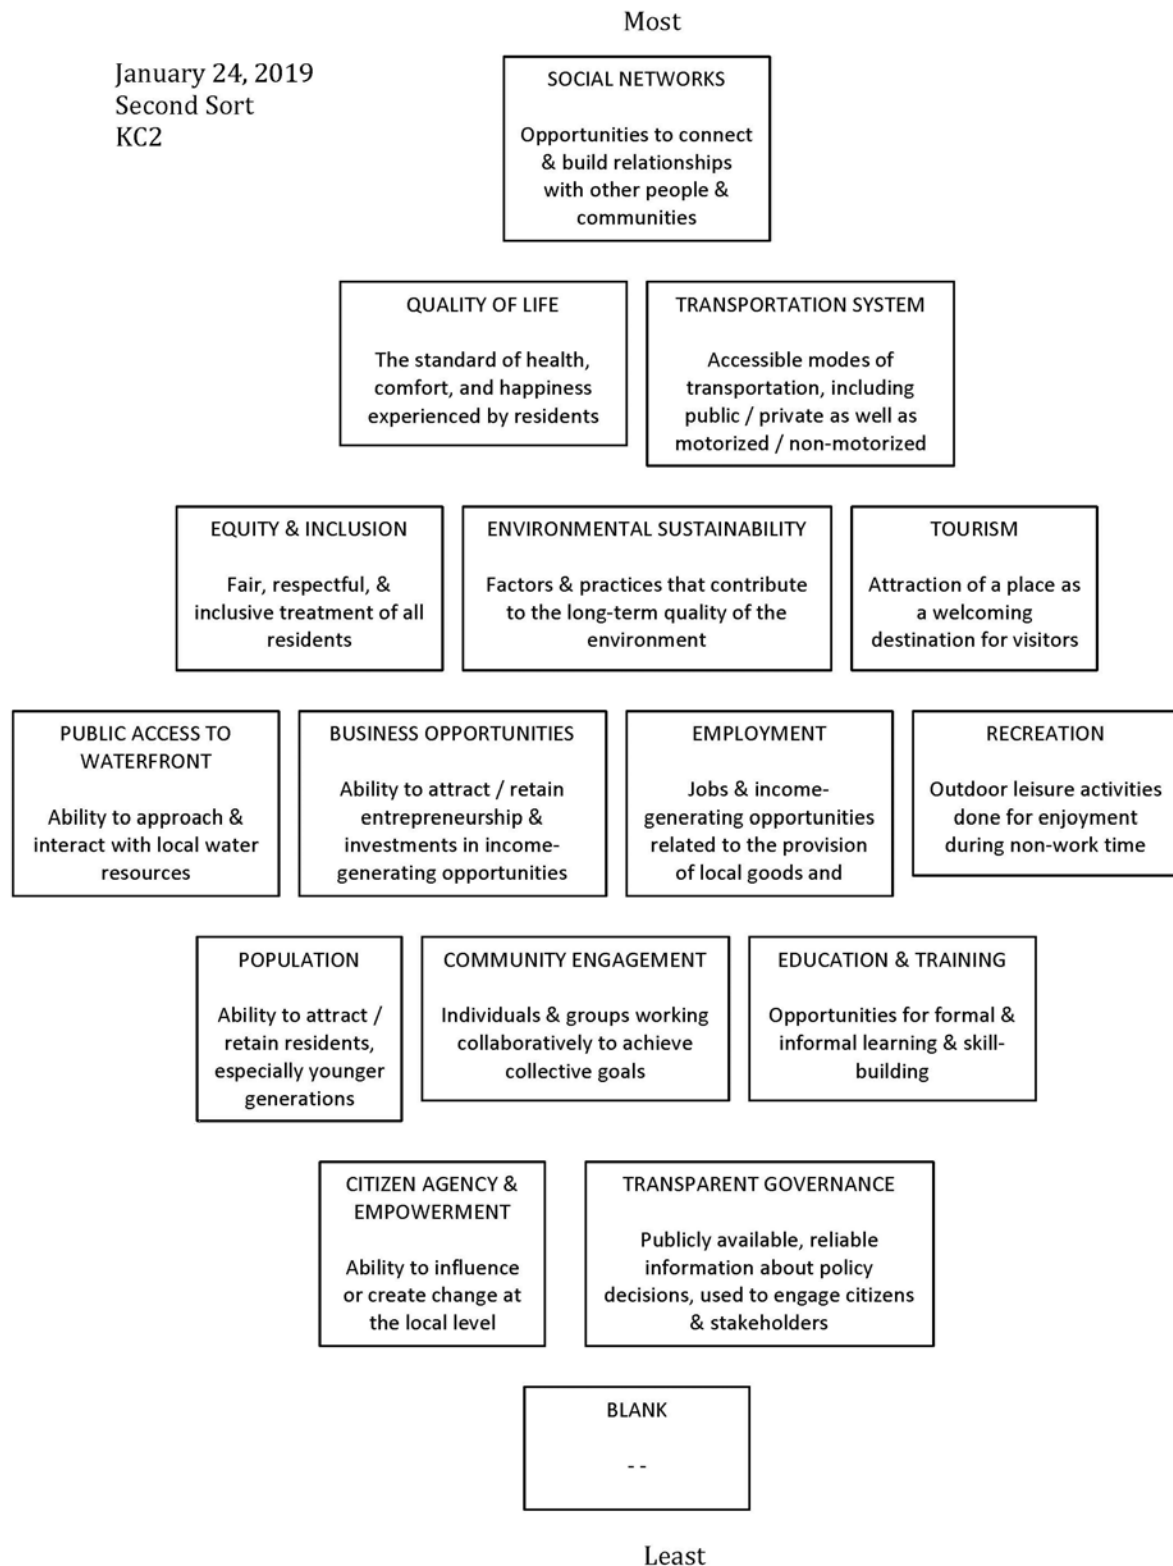 Most
January 24, 2019
Second Sort
KC2
SOCIAL NETWORKS
Opportunities to connect
& build relationships
with other people &
communities
QUALITY OF LIFE
The standard of health,
comfort, and happiness
experienced by residents
TRANSPORTATION SYSTEM
Accessible modes of
transportation, including
public / private as well as
motorized / non-motorized
EQUITY & INCLUSION
Fair, respectful, &
inclusive treatment of all
residents
ENVIRONMENTAL SUSTAINABILITY
Factors & practices that contribute
to the long-term quality of the
environment
TOURISM
Attraction of a place as
a welcoming
destination for visitors
PUBLIC ACCESS TO
WATERFRONT
Ability to approach &
interact with local water
resources
BUSINESS OPPORTUNITIES
Ability to attract / retain
entrepreneurship &
investments in income-
generating opportunities
EMPLOYMENT
Jobs & income-
generating opportunities
related to the provision
of local goods and
RECREATION
Outdoor leisure activities
done for enjoyment
during non-work time
POPULATION
Ability to attract /
retain residents,
especially younger
generations
COMMUNITY ENGAGEMENT
Individuals & groups working
collaboratively to achieve
collective goals
EDUCATION & TRAINING
Opportunities for formal &
informal learning & skill-
building
CITIZEN AGENCY &
EMPOWERMENT
Ability to influence
or create change at
the local level
TRANSPARENT GOVERNANCE
Publicly available, reliable
information about policy
decisions, used to engage citizens
& stakeholders
BLANK
- -
Least